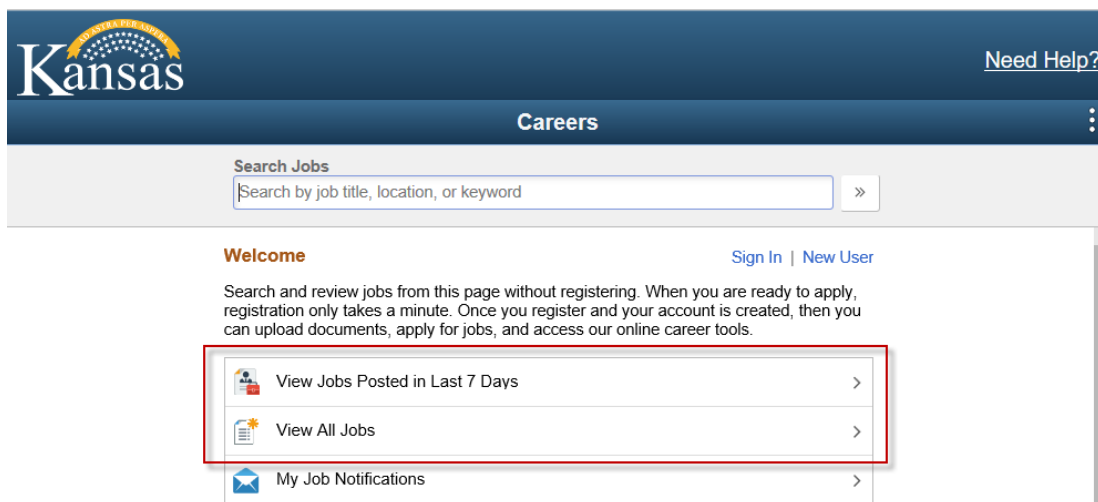 AD ASTRA PER ASPERA
Kansas
Need Help?
Careers
Search Jobs
Search by job title, location, or keyword
»
Welcome
Sign In | New User
Search and review jobs from this page without registering. When you are ready to apply,
registration only takes a minute. Once you register and your account is created, then you
can upload documents, apply for jobs, and access our online career tools.
View Jobs Posted in Last 7 Days
View All Jobs
My Job Notifications